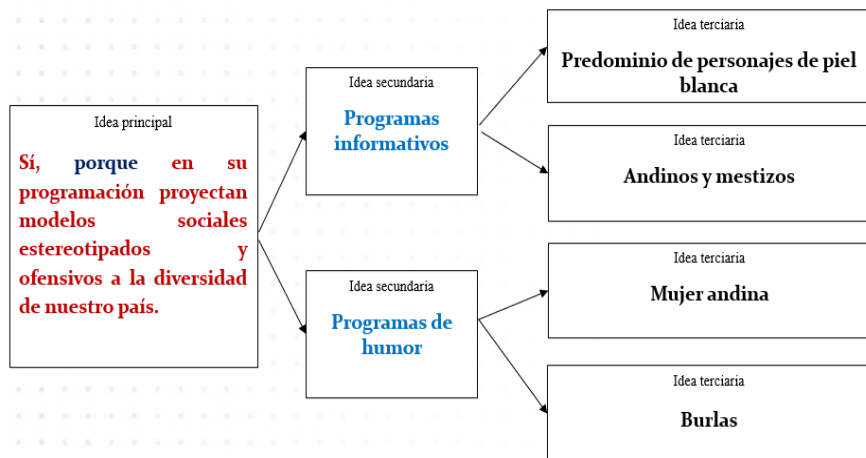 Idea principal
Sí, porque en su
programación proyectan
modelos sociales
estereotipados y
ofensivos a la diversidad
de nuestro país.
Idea secundaria
Programas
informativos
Idea secundaria
Programas de
humor
Idea terciaria
Predominio de personajes de piel
blanca
Idea terciaria
Andinos y mestizos
Idea terciaria
Mujer andina
Idea terciaria
Burlas